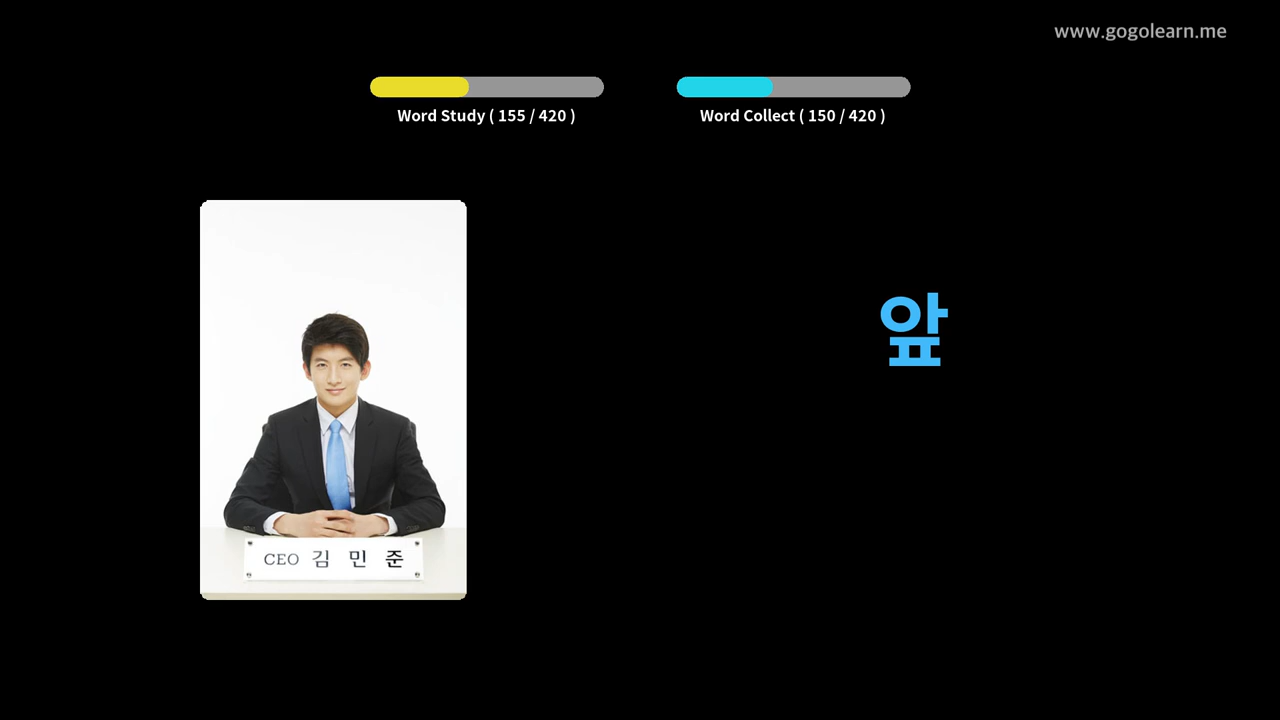 www.gogolearn.me
Word Study ( 155 / 420 )
Word Collect ( 150 / 420 )
앞
CEO 김 민 준